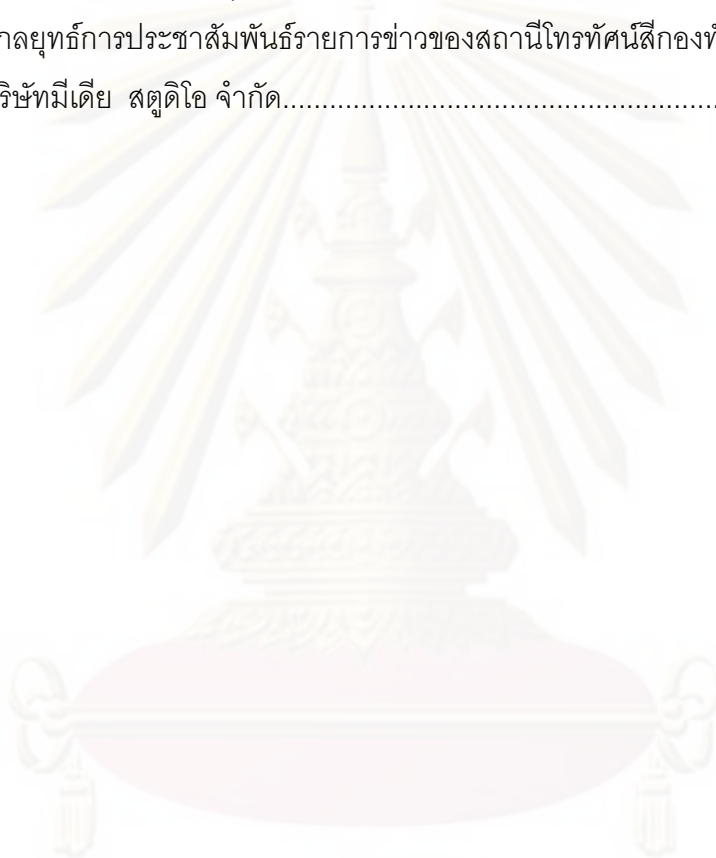 กลยุทธ์การประชาสัมพันธ์รายการข่าวของสถานีโทรทัศน์สีกองทั
ริษัทมีเดีย สตูดิโอ จำกัด......................................................